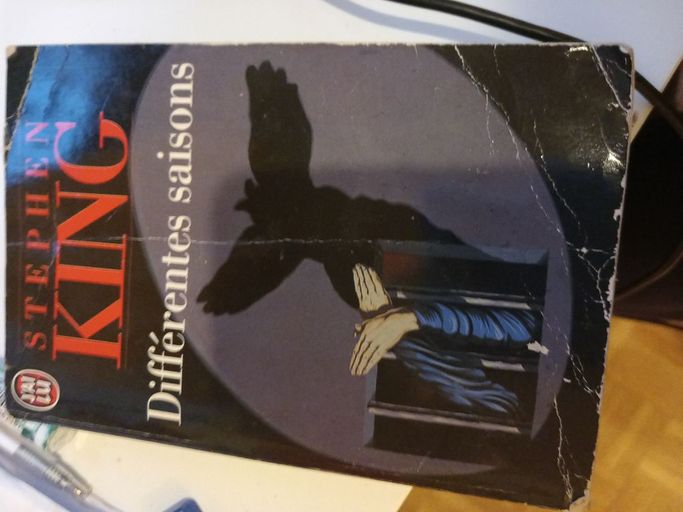 STEPHEN
KING
Différentes saisons
J'AI
LU